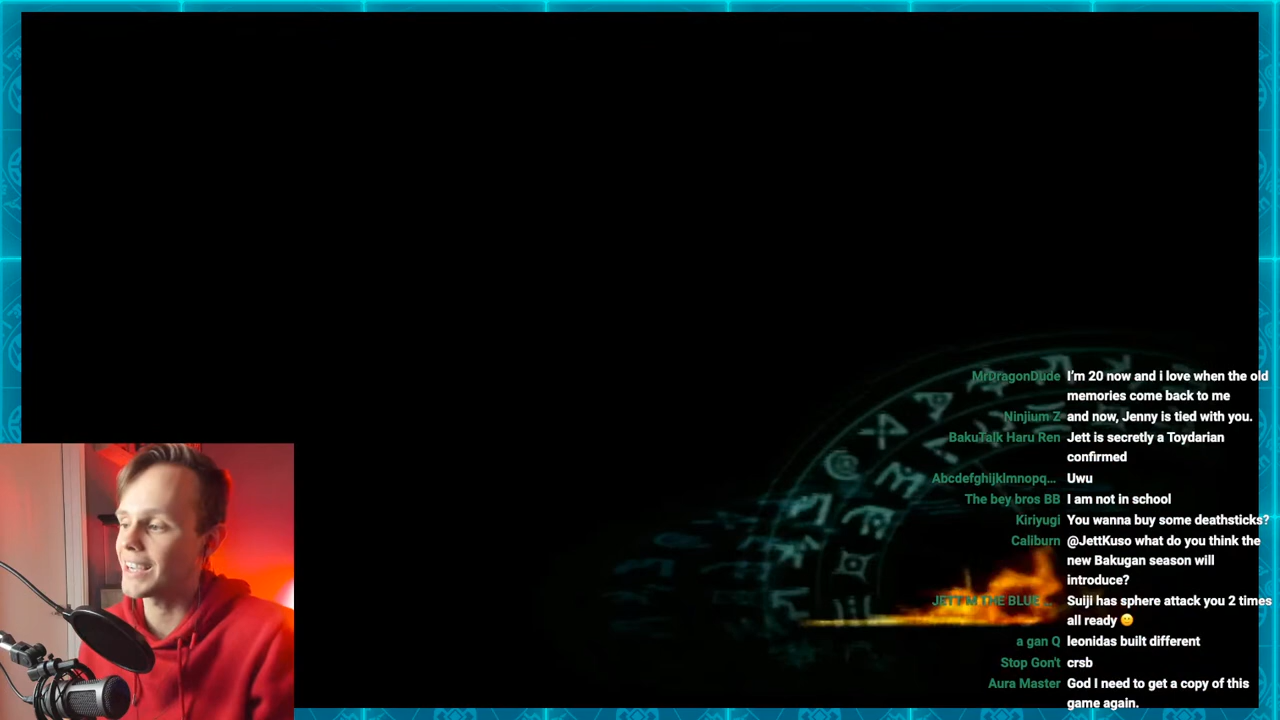 MrDragonDude I'm 20 now and i love when the old
memories come back to me
Ninjium Z and now, Jenny is tied with you.
BakuTalk Haru Ren Jett is secretly a Toydarian
confirmed
Abcdefghijklmnopq... Uwu
The bey bros BB I am not in school
Kiriyugi You wanna buy some deathsticks?
Caliburn @JettKuso what do you think the
new Bakugan season will
introduce?
THE BLUE ... Suiji has sphere attack you 2 times
all ready 😕
a gan Q leonidas built different
Stop Gon't crsb
Aura Master God I need to get a copy of this
game again.